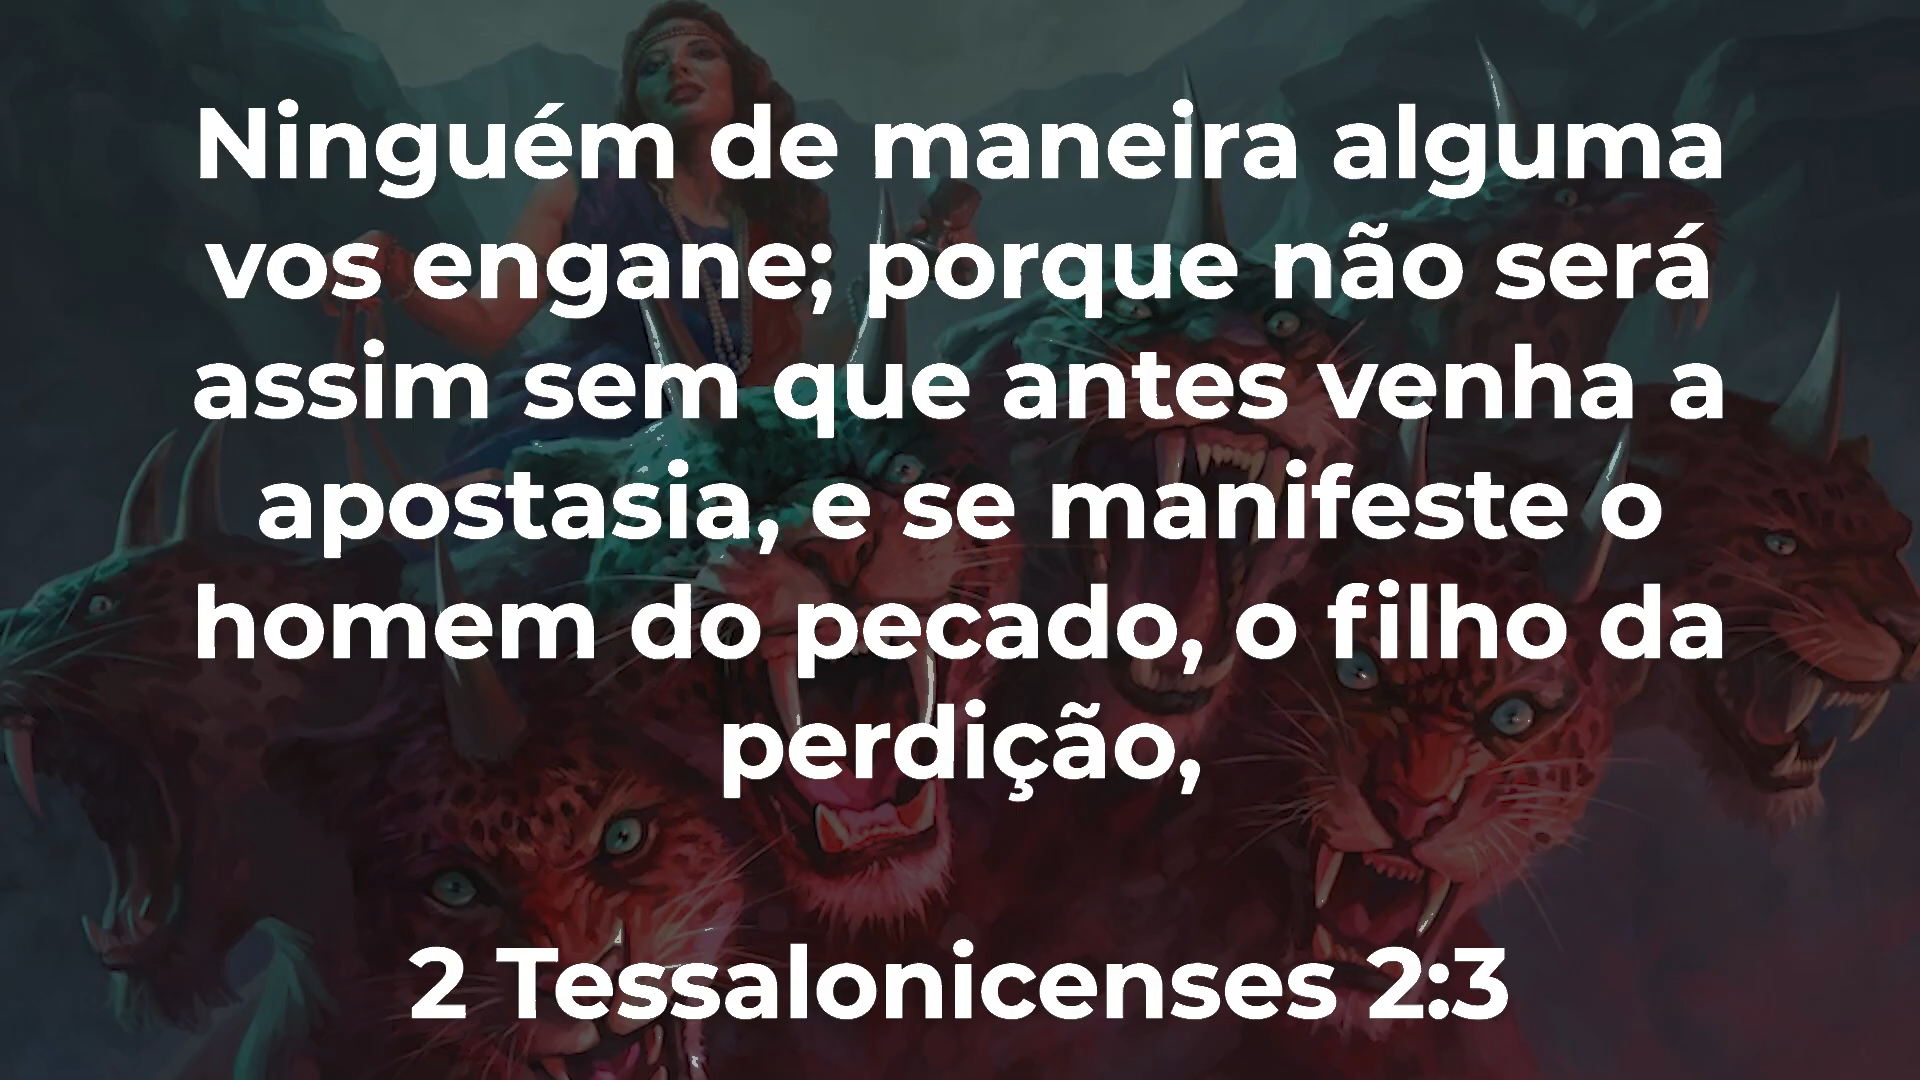 Ninguém de maneira alguma
vos engane; porque não será
assim sem que antes venha a
apostasia, e se manifeste o
homem do pecado, o filho da
perdição,
2 Tessalonicenses 2:3